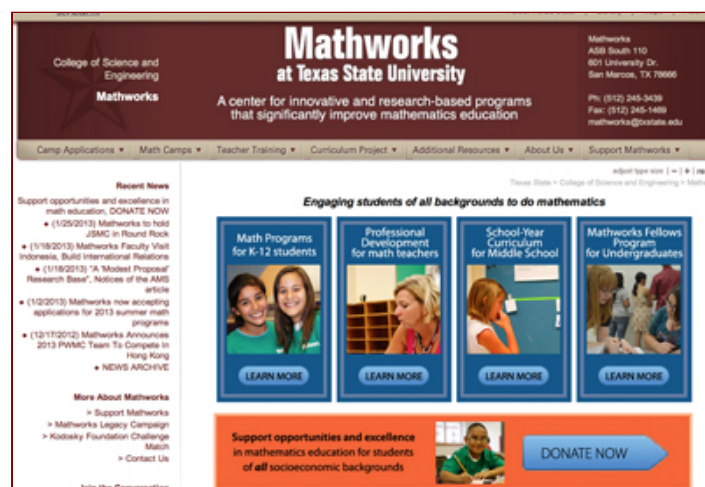 College of Science and
Engineering
Mathworks
Mathworks
at Texas State University
A center for innovative and research-based programs
that significantly improve mathematics education
Mathworks
ASB South 110
601 University Dr.
San Marcos, TX 78666
Ph: (512) 245-3439
Fax: (512) 245-1469
mathworks@txstate.edu
Camp Applications ▼ Math Camps ▼ Teacher Training ▼ Curriculum Project ▼ Additional Resources ▼ About Us ▼ Support Mathworks ▼
adjust type size | − | + |
Texas State > College of Science and Engineering >
Recent News
Support opportunities and excellence in
math education, DONATE NOW
● (1/25/2013) Mathworks to hold
JSMC in Round Rock
● (1/18/2013) Mathworks Faculty Visit
Indonesia, Build International Relations
● (1/18/2013) "A 'Modest Proposal'
Research Base", Notices of the AMS
article
● (1/2/2013) Mathworks now accepting
applications for 2013 summer math
programs
● (12/17/2012) Mathworks Announces
2013 PWMC Team To Compete In
Hong Kong
● NEWS ARCHIVE
More About Mathworks
> Support Mathworks
> Mathworks Legacy Campaign
> Kodosky Foundation Challenge
Match
> Contact Us
Join the Conversation
Engaging students of all backgrounds to do mathematics
Math Programs
for K-12 students
LEARN MORE
Professional
Development
for math teachers
LEARN MORE
School-Year
Curriculum
for Middle School
LEARN MORE
Mathworks Fellows
Program
for Undergraduates
LEARN MORE
Support opportunities and excellence
in mathematics education for students
of all socioeconomic backgrounds
DONATE NOW